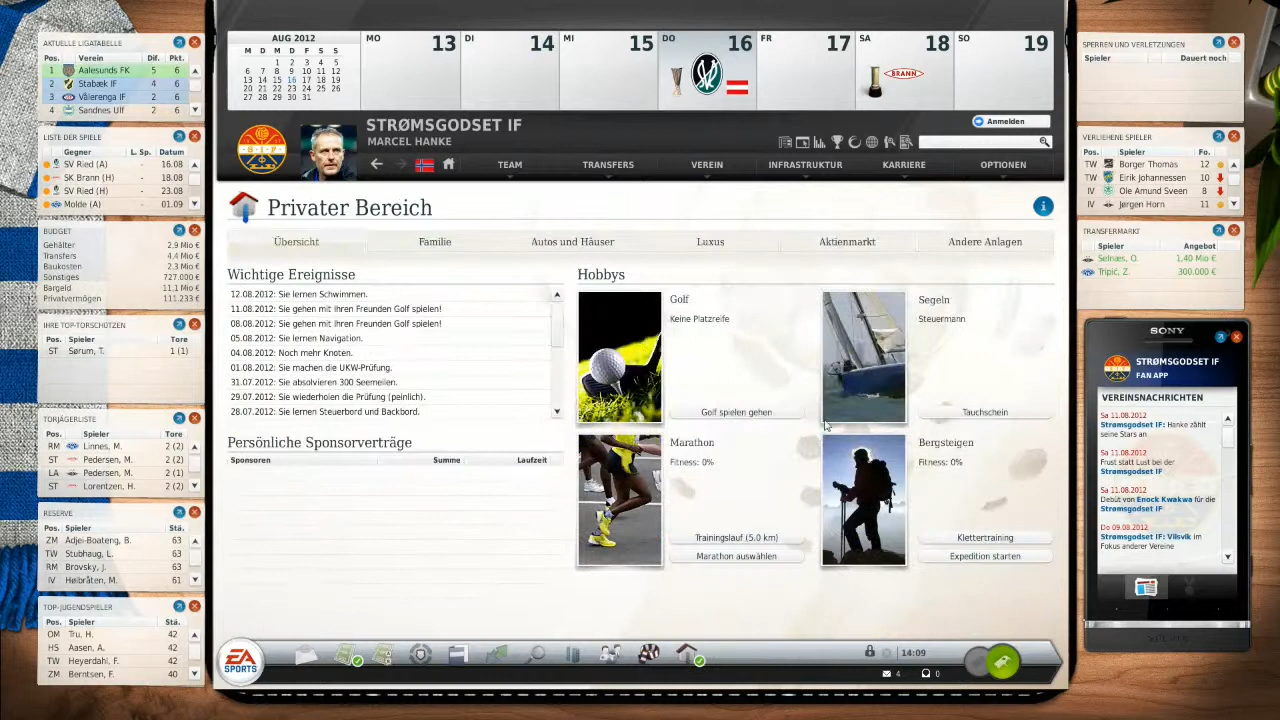 AKTUELLE LIGATABELLE
Pos. Verein Dif. Pkt.
1 Aalesunds FK 5 6
2 Stabæk IF 4 6
3 Vålerenga IF 2 6
4 Sandnes Ulf 2 6
LISTE DER SPIELE
Gegner L. Sp. Datum
SV Ried (A) - 16.08
SK Brann (H) - 18.08
SV Ried (H) - 23.08
Molde (A) - 01.09
BUDGET
Gehälter 2,9 Mio €
Transfers 4,4 Mio €
Baukosten 2,3 Mio €
Sonstiges 727.000 €
Bargeld 11,1 Mio €
Privatvermögen 111.233 €
IHRE TOP-TORSCHÜTZEN
Pos. Spieler Tore
ST Sørum, T. 1 (1)
TORJÄGERLISTE
Pos. Spieler Tore
RM Linnes, M. 2 (2)
ST Pedersen, M. 2 (2)
LA Pedersen, M. 2 (1)
ST Lorentzen, H. 2 (2)
RESERVE
Pos. Spieler Stä.
ZM Adjei-Boateng, B. 63
TW Stubhaug, L. 63
RM Brovsky, J. 63
IV Høibråten, M. 61
TOP-JUGENDSPIELER
Pos. Spieler Stä.
OM Tru, H. 42
HS Aasen, A. 42
TW Heyerdahl, F. 42
ZM Berntsen, F. 40
AUG 2012
M D M D F S S
1 2 3 4 5
6 7 8 9 10 11 12
13 14 15 16 17 18 19
20 21 22 23 24 25 26
27 28 29 30 31
MO 13
DI 14
MI 15
DO 16
FR 17
SA 18
BRANN
SO 19
S.I.F
STRØMSGODSET IF
MARCEL HANKE
Anmelden
TEAM TRANSFERS VEREIN INFRASTRUKTUR KARRIERE OPTIONEN
Privater Bereich
i
Übersicht Familie Autos und Häuser Luxus Aktienmarkt Andere Anlagen
Wichtige Ereignisse
12.08.2012: Sie lernen Schwimmen.
11.08.2012: Sie gehen mit Ihren Freunden Golf spielen!
08.08.2012: Sie gehen mit Ihren Freunden Golf spielen!
05.08.2012: Sie lernen Navigation.
04.08.2012: Noch mehr Knoten.
01.08.2012: Sie machen die UKW-Prüfung.
31.07.2012: Sie absolvieren 300 Seemeilen.
29.07.2012: Sie wiederholen die Prüfung (peinlich).
28.07.2012: Sie lernen Steuerbord und Backbord.
Persönliche Sponsorverträge
Sponsoren Summe Laufzeit
Hobbys
Golf
Keine Platzreife
Golf spielen gehen
Segeln
Steuermann
Tauchschein
Marathon
Fitness: 0%
Trainingslauf (5.0 km)
Marathon auswählen
Bergsteigen
Fitness: 0%
Klettertraining
Expedition starten
EA SPORTS
14:09
4 0
SPERREN UND VERLETZUNGEN
Spieler Dauert noch
VERLIEHENE SPIELER
Pos. Spieler Fo.
TW Borger Thomas 12
TW Eirik Johannessen 10
IV Ole Amund Sveen 8
IV Jørgen Horn 11
TRANSFERMARKT
Spieler Angebot
Selnæs, O. 1,40 Mio €
Tripic, Z. 300.000 €
SONY
STRØMSGODSET IF
FAN APP
VEREINSNACHRICHTEN
Sa 11.08.2012
Strømsgodset IF: Hanke zählt
seine Stars an
Sa 11.08.2012
Frust statt Lust bei der
Strømsgodset IF
Sa 11.08.2012
Debüt von Enock Kwakwa für die
Strømsgodset IF
Do 09.08.2012
Strømsgodset IF: Vilsvik im
Fokus anderer Vereine